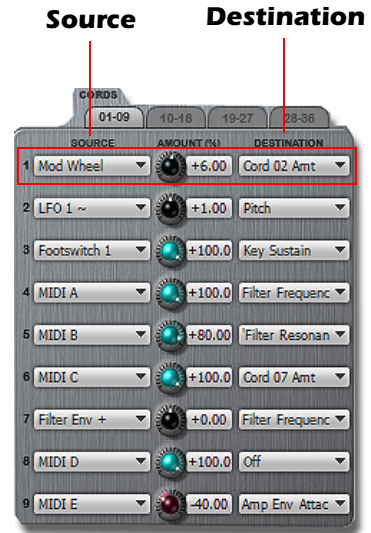 Source Destination
CORDS
01-09 10-18 19-27 28-36
SOURCE AMOUNT (%) DESTINATION
1 Mod Wheel +6.00 Cord 02 Amt
2 LFO 1 ~ +1.00 Pitch
3 Footswitch 1 +100.0 Key Sustain
4 MIDI A +100.0 Filter Frequenc
5 MIDI B +80.00 'Filter Resonan
6 MIDI C +100.0 Cord 07 Amt
7 Filter Env + +0.00 Filter Frequenc
8 MIDI D +100.0 Off
9 MIDI E -40.00 Amp Env Attac